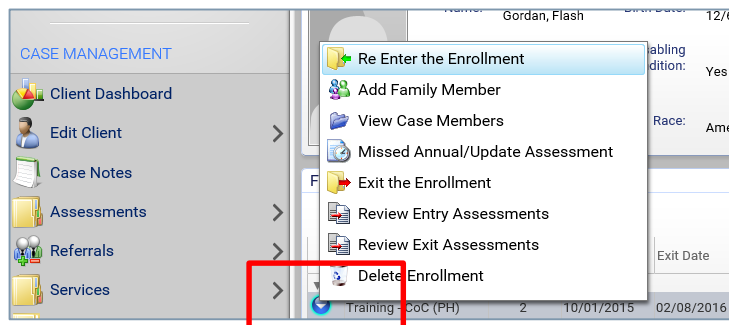 Gordan, Flash
12/
CASE MANAGEMENT
Client Dashboard
Edit Client
Case Notes
Assessments
Referrals
Services
Re Enter the Enrollment
Add Family Member
View Case Members
Missed Annual/Update Assessment
Exit the Enrollment
Review Entry Assessments
Review Exit Assessments
Delete Enrollment
abling
dition:
Yes
Race:
Ame
Exit Date
Training - CoC (PH) 2 10/01/2015 02/08/2016